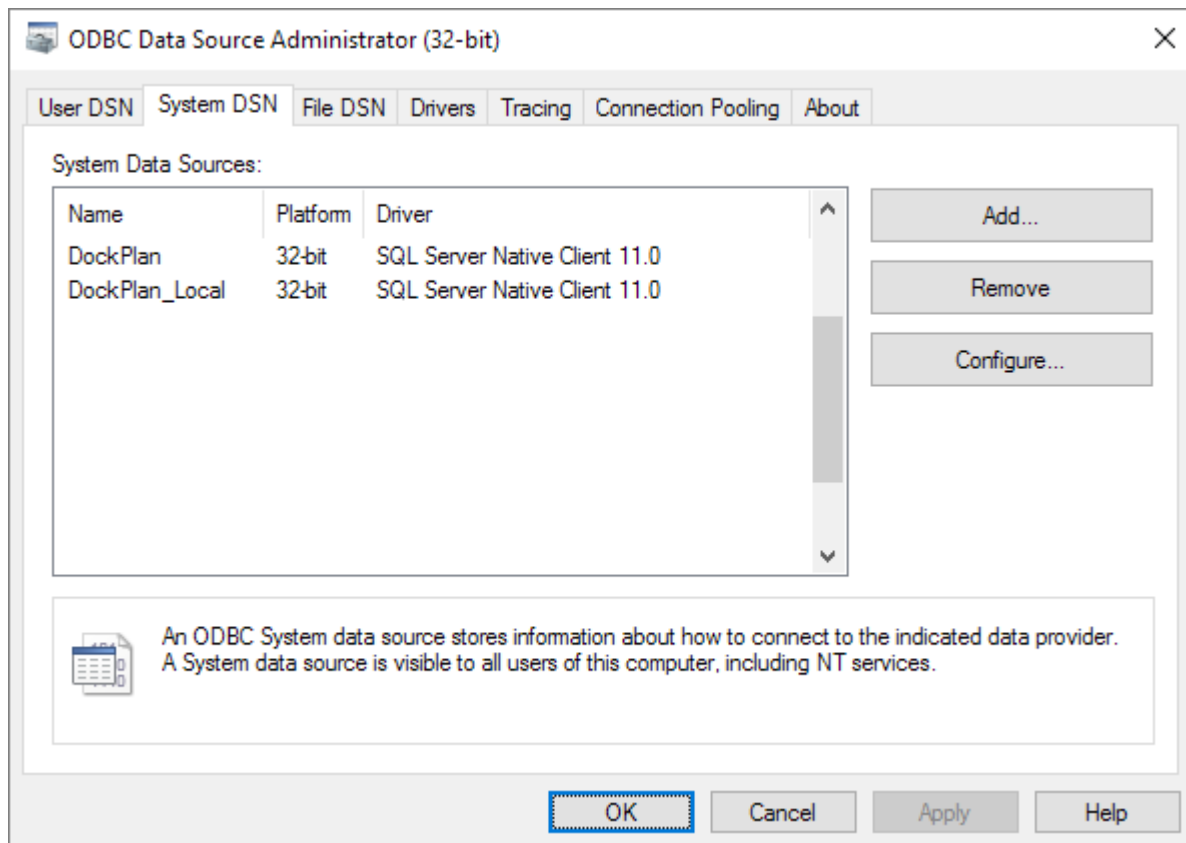 ODBC Data Source Administrator (32-bit)
User DSN System DSN File DSN Drivers Tracing Connection Pooling About
System Data Sources:
Name Platform Driver
DockPlan 32-bit SQL Server Native Client 11.0
DockPlan_Local 32-bit SQL Server Native Client 11.0
Add...
Remove
Configure...
An ODBC System data source stores information about how to connect to the indicated data provider.
A System data source is visible to all users of this computer, including NT services.
OK Cancel Apply Help